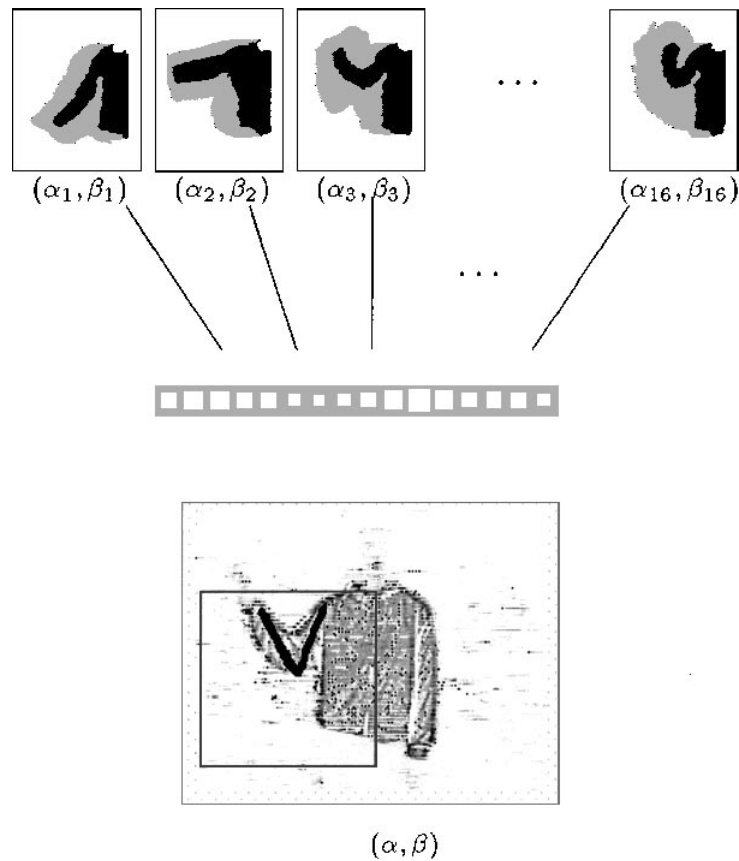 . . .
(α₁, β₁) (α₂, β₂) (α₃, β₃) (α₁₆, β₁₆)
. . .
(α, β)